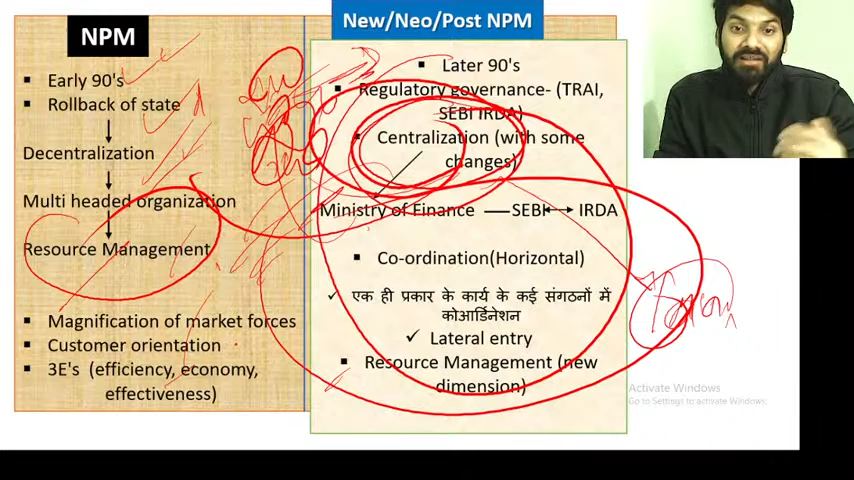 NPM
Early 90's
Rollback of state
Decentralization
Multi headed organization
Resource Management
Magnification of market forces
Customer orientation
3E's (efficiency, economy,
effectiveness)
New/Neo/Post NPM
Later 90's
Regulatory governance- (TRAI,
SEBI IRDA)
Centralization (with some
changes)
Ministry of Finance SEBI IRDA
Co-ordination(Horizontal)
एक ही प्रकार के कार्य के कई संगठनों में
कोआर्डिनेशन
Lateral entry
Resource Management (new
dimension)
Activate Windows
Go to Settings to activate Windows.